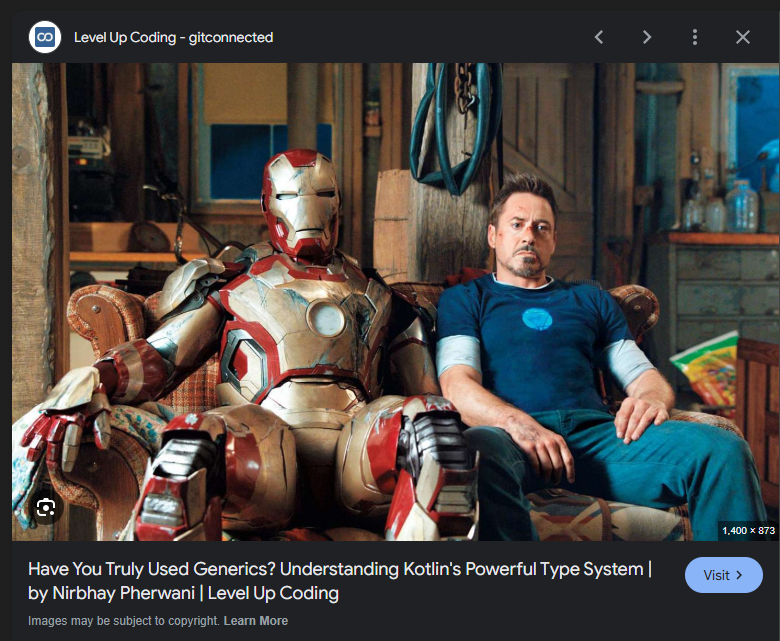 Level Up Coding - gitconnected
1,400 × 873
Have You Truly Used Generics? Understanding Kotlin's Powerful Type System |
by Nirbhay Pherwani | Level Up Coding
Visit >
Images may be subject to copyright. Learn More